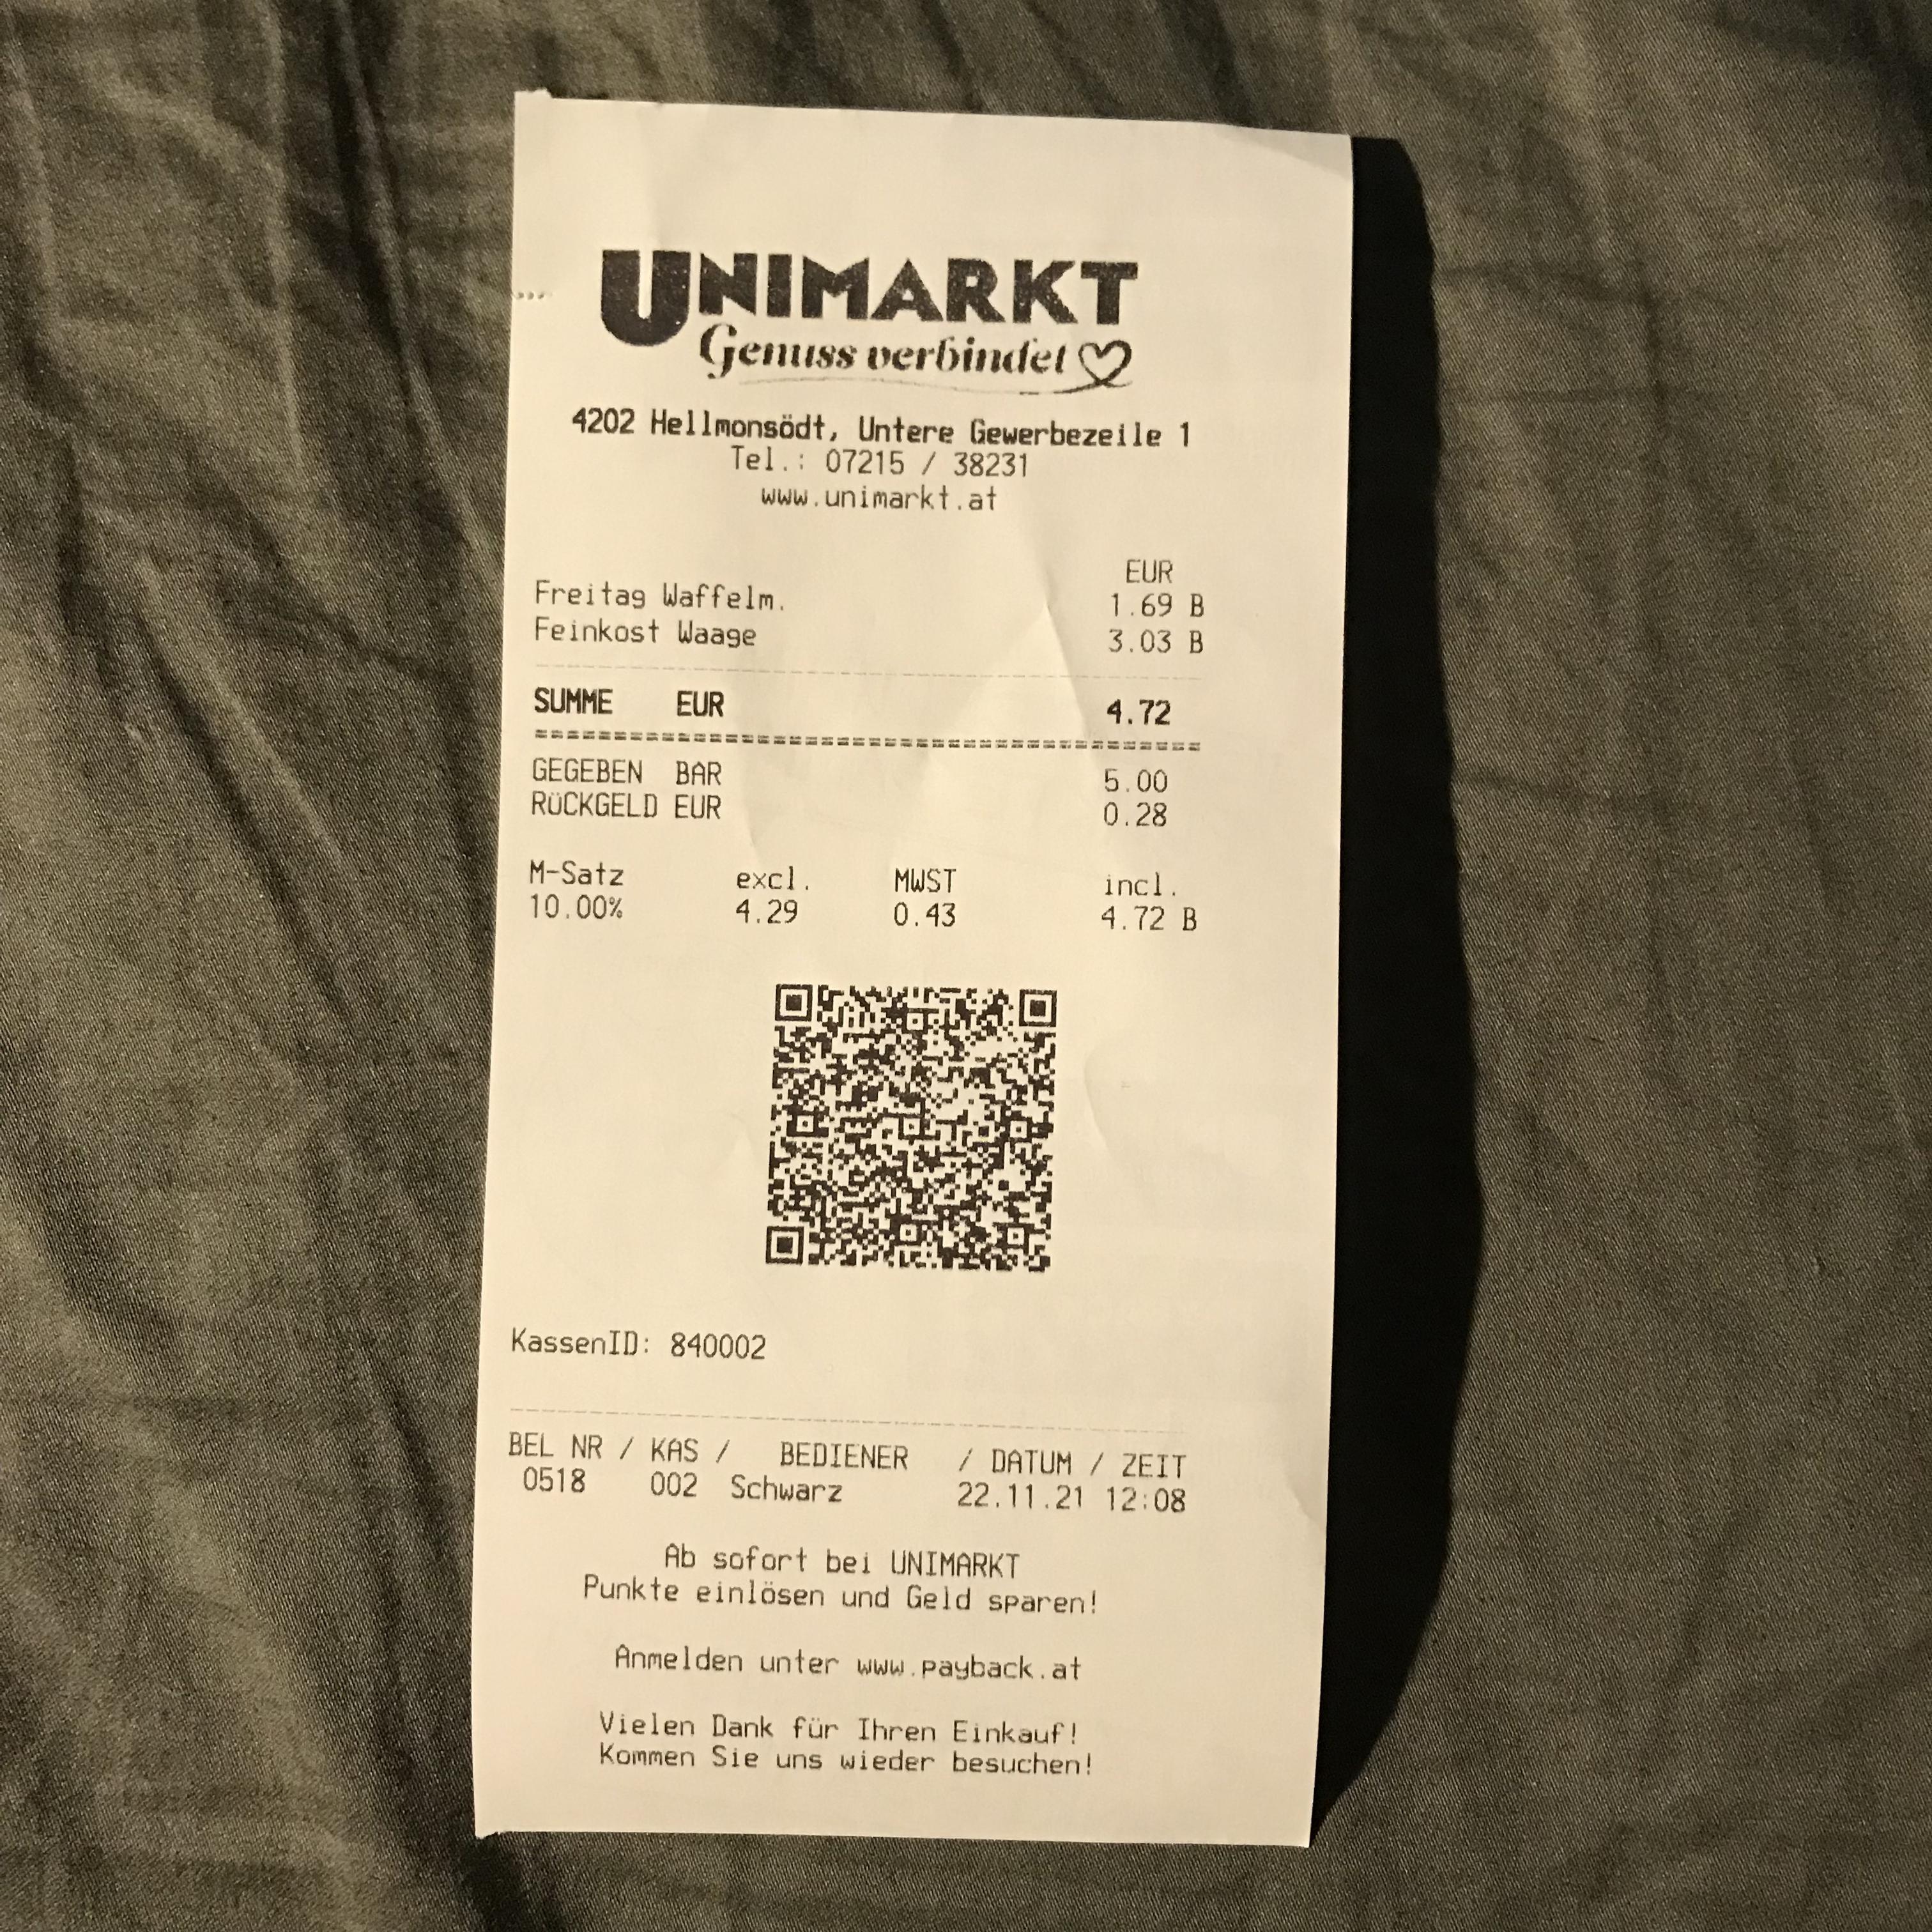 UNIMARKT
Genuss verbindet
4202 Hellmonsödt, Untere Gewerbezeile 1
Tel.: 07215 / 38231
www.unimarkt.at
EUR
Freitag Waffelm. 1.69 B
Feinkost Waage 3.03 B
SUMME EUR 4.72
GEGEBEN BAR 5.00
RÜCKGELD EUR 0.28
M-Satz excl. MWST incl.
10.00% 4.29 0.43 4.72 B
KassenID: 840002
BEL NR / KAS / BEDIENER / DATUM / ZEIT
0518 002 Schwarz 22.11.21 12:08
Ab sofort bei UNIMARKT
Punkte einlösen und Geld sparen!
Anmelden unter www.payback.at
Vielen Dank für Ihren Einkauf!
Kommen Sie uns wieder besuchen!